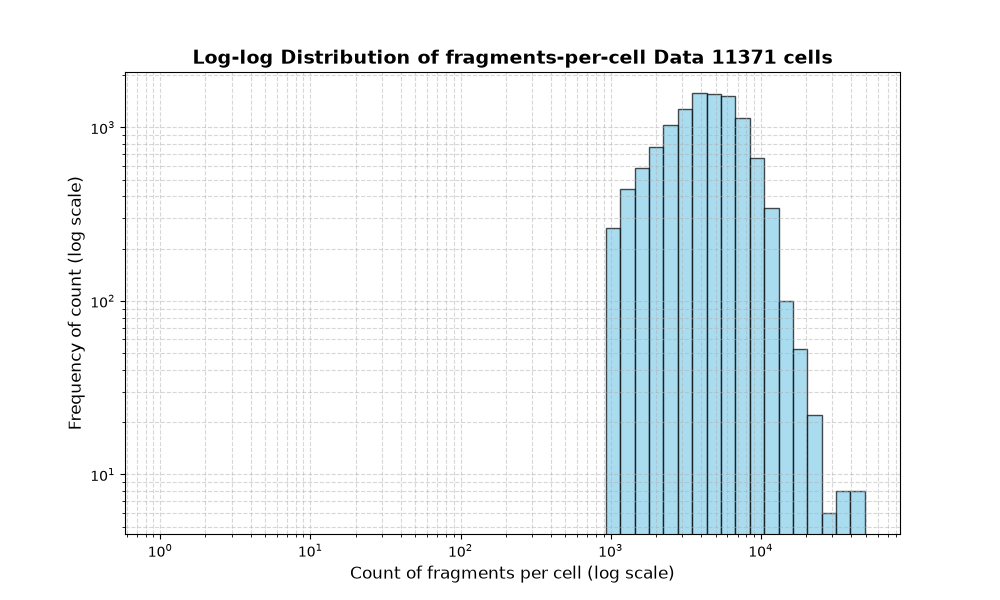 Log-log Distribution of fragments-per-cell Data 11371 cells
Frequency of count (log scale)
10³
10²
10¹
10⁰ 10¹ 10² 10³ 10⁴
Count of fragments per cell (log scale)